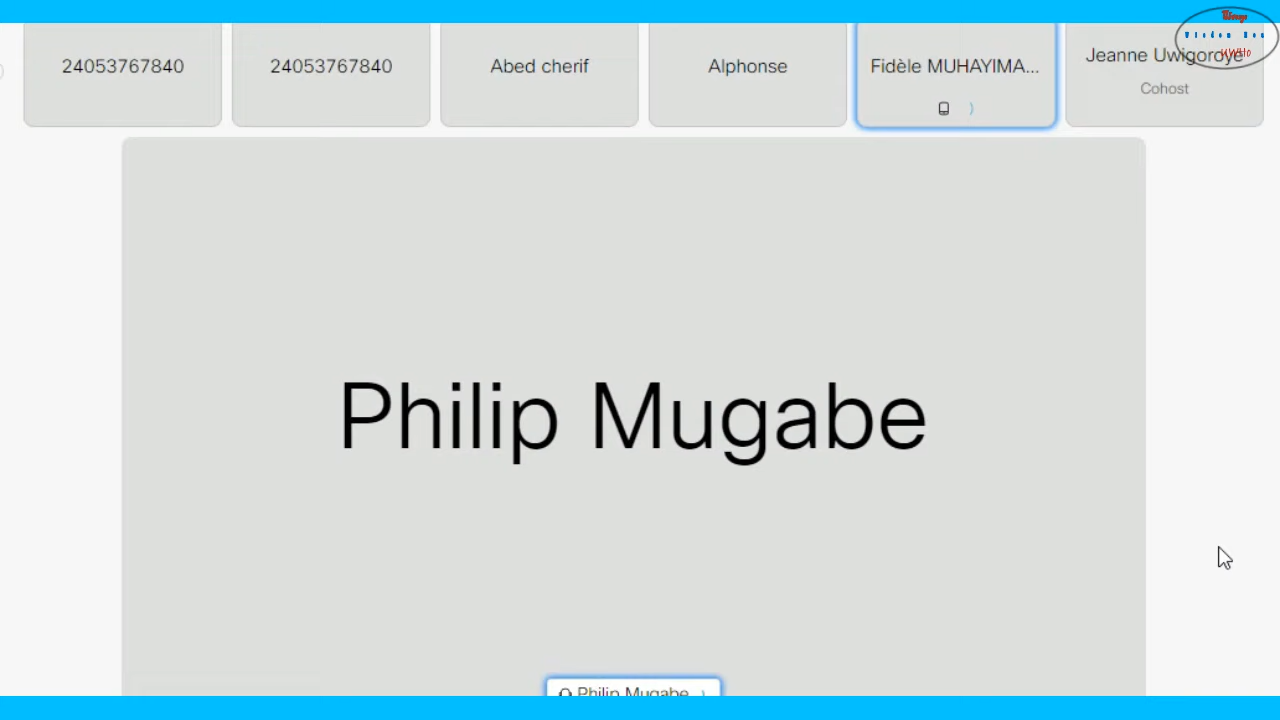 24053767840
24053767840
Abed cherif
Alphonse
Fidèle MUHAYIMA...
Jeanne Uwigoroye
Cohost
Philip Mugabe
Philip Mugabe